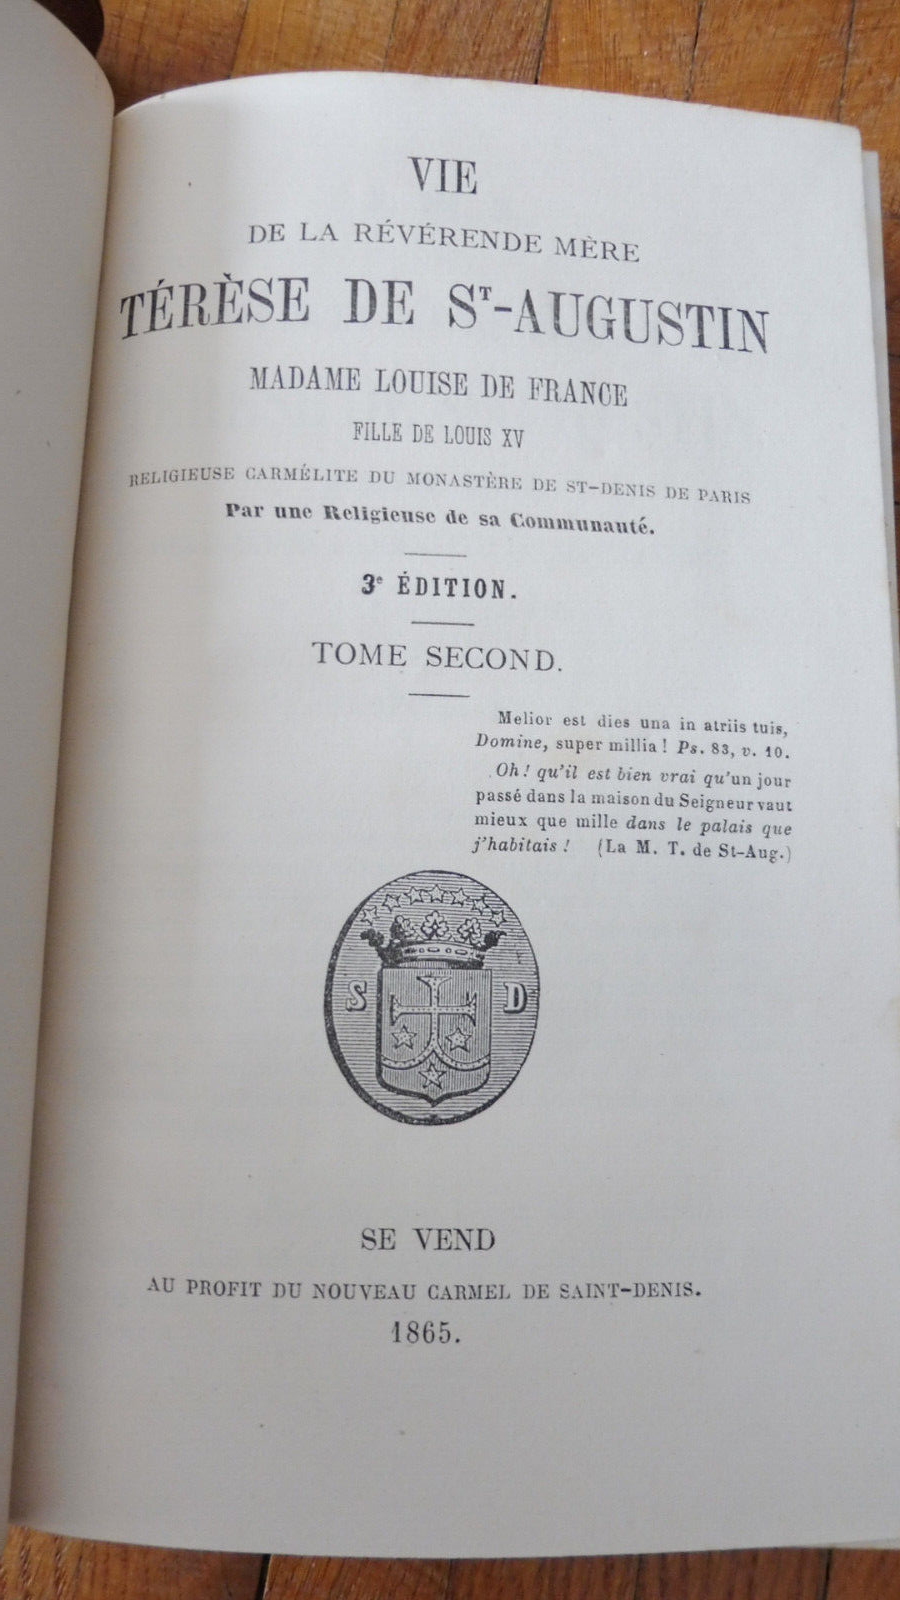 VIE
DE LA RÉVÉRENDE MÈRE
TÉRÈSE DE Sᵀ-AUGUSTIN
MADAME LOUISE DE FRANCE
FILLE DE LOUIS XV
RELIGIEUSE CARMÉLITE DU MONASTÈRE DE ST-DENIS DE PARIS
Par une Religieuse de sa Communauté.
3ᵉ ÉDITION.
TOME SECOND.
Melior est dies una in atriis tuis,
Domine, super millia ! Ps. 83, v. 10.
Oh! qu'il est bien vrai qu'un jour
passé dans la maison du Seigneur vaut
mieux que mille dans le palais que
j'habitais ! (La M. T. de St-Aug.)
S D
SE VEND
AU PROFIT DU NOUVEAU CARMEL DE SAINT-DENIS.
1865.